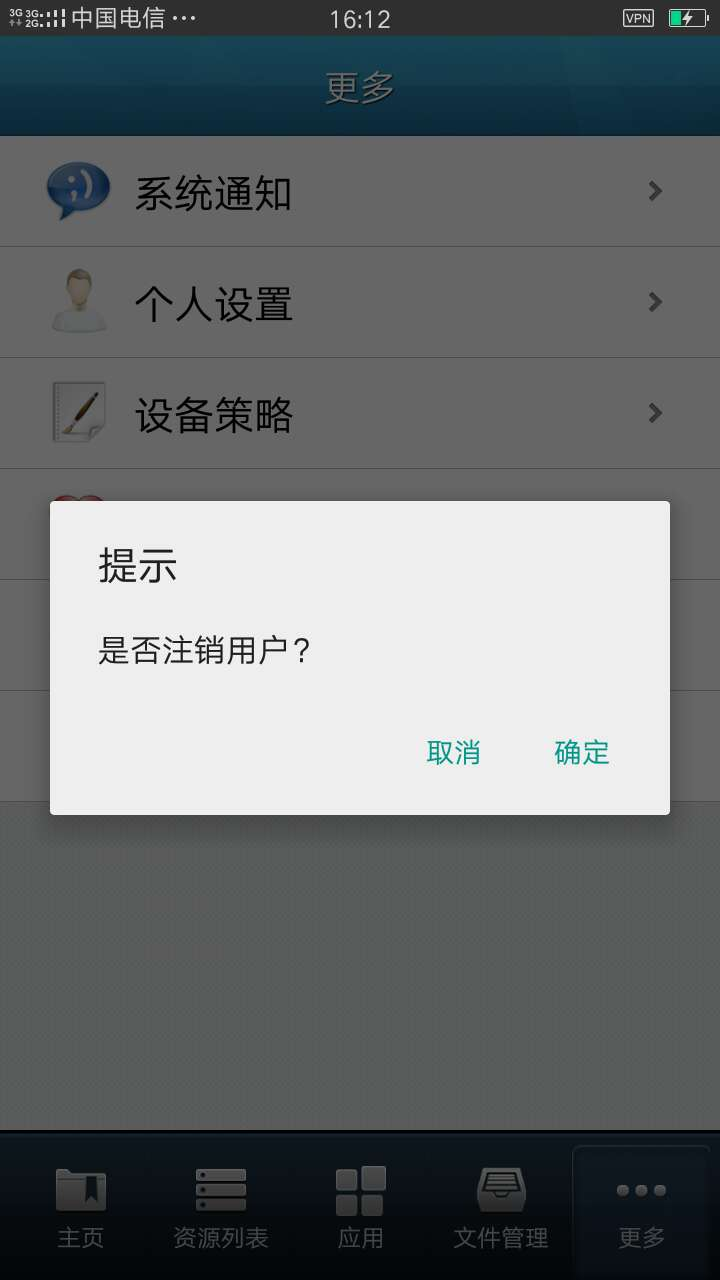 3G 3G 2G 中国电信 ··· 16:12 VPN
更多
系统通知
个人设置
设备策略
提示
是否注销用户?
取消 确定
主页 资源列表 应用 文件管理 更多